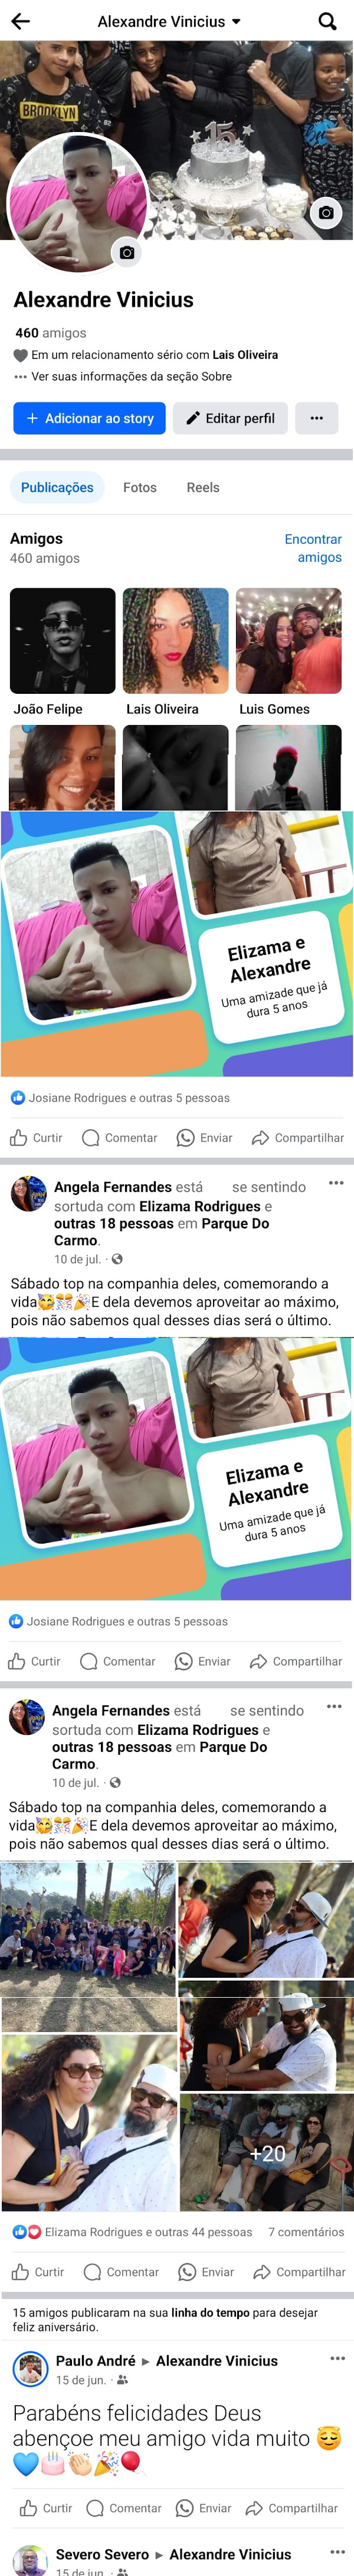 Alexandre Vinicius
BROOKLYN
15
Alexandre Vinicius
460 amigos
Em um relacionamento sério com Lais Oliveira
Ver suas informações da seção Sobre
+ Adicionar ao story
Editar perfil
Publicações
Fotos
Reels
Amigos
460 amigos
Encontrar
amigos
João Felipe
Lais Oliveira
Luis Gomes
Elizama e
Alexandre
Uma amizade que já
dura 5 anos
Josiane Rodrigues e outras 5 pessoas
Curtir
Comentar
Enviar
Compartilhar
Angela Fernandes está se sentindo
sortuda com Elizama Rodrigues e
outras 18 pessoas em Parque Do
Carmo.
10 de jul. ·
Sábado top na companhia deles, comemorando a
vida🥳🎊🎉E dela devemos aproveitar ao máximo,
pois não sabemos qual desses dias será o último.
Elizama e
Alexandre
Uma amizade que já
dura 5 anos
Josiane Rodrigues e outras 5 pessoas
Curtir
Comentar
Enviar
Compartilhar
Angela Fernandes está se sentindo
sortuda com Elizama Rodrigues e
outras 18 pessoas em Parque Do
Carmo.
10 de jul. ·
Sábado top na companhia deles, comemorando a
vida🥳🎊🎉E dela devemos aproveitar ao máximo,
pois não sabemos qual desses dias será o último.
+20
Elizama Rodrigues e outras 44 pessoas
7 comentários
Curtir
Comentar
Enviar
Compartilhar
15 amigos publicaram na sua linha do tempo para desejar
feliz aniversário.
Paulo André ▸ Alexandre Vinicius
15 de jun. ·
Parabéns felicidades Deus
abençoe meu amigo vida muito 😇
💙🎂👏🏻🎉🎈
Curtir
Comentar
Enviar
Compartilhar
Severo Severo ▸ Alexandre Vinicius
15 de jun. ·